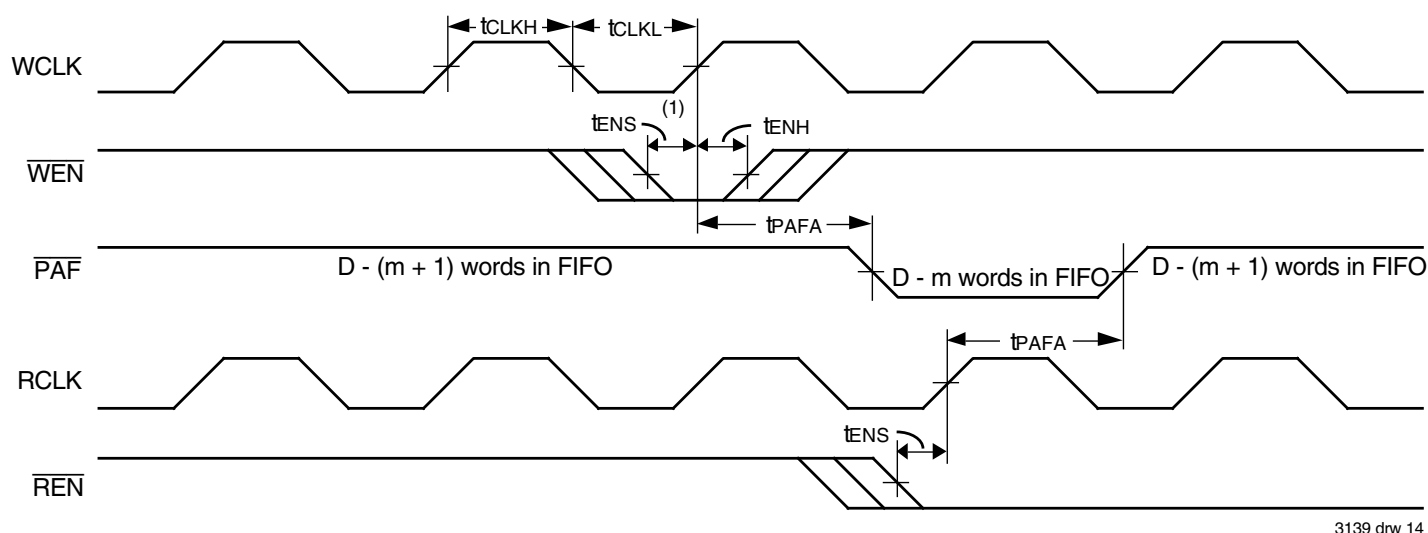 tCLKH
tCLKL
WCLK
(1)
tENS
tENH
WEN
tPAFA
PAF
D - (m + 1) words in FIFO
D - m words in FIFO
D - (m + 1) words in FIFO
tPAFA
RCLK
tENS
REN
3139 drw 14